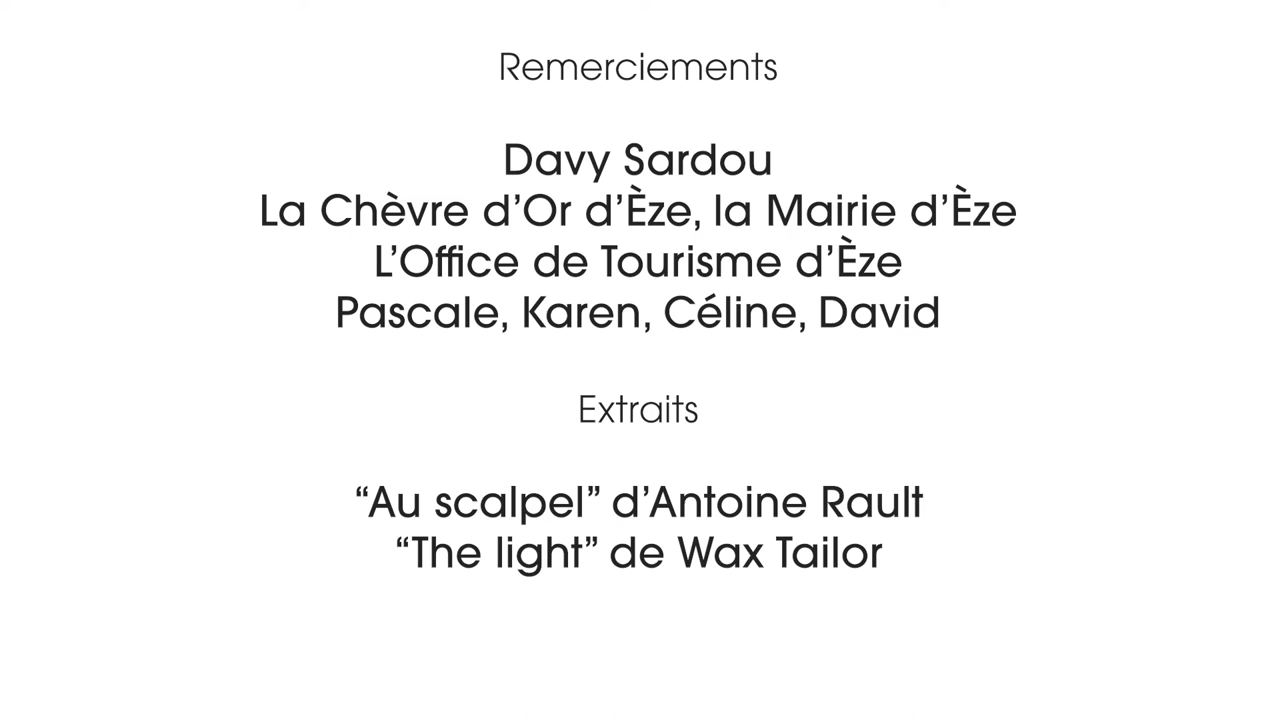 Remerciements
Davy Sardou
La Chèvre d’Or d’Èze, la Mairie d’Èze
L’Office de Tourisme d’Èze
Pascale, Karen, Céline, David
Extraits
“Au scalpel” d’Antoine Rault
“The light” de Wax Tailor